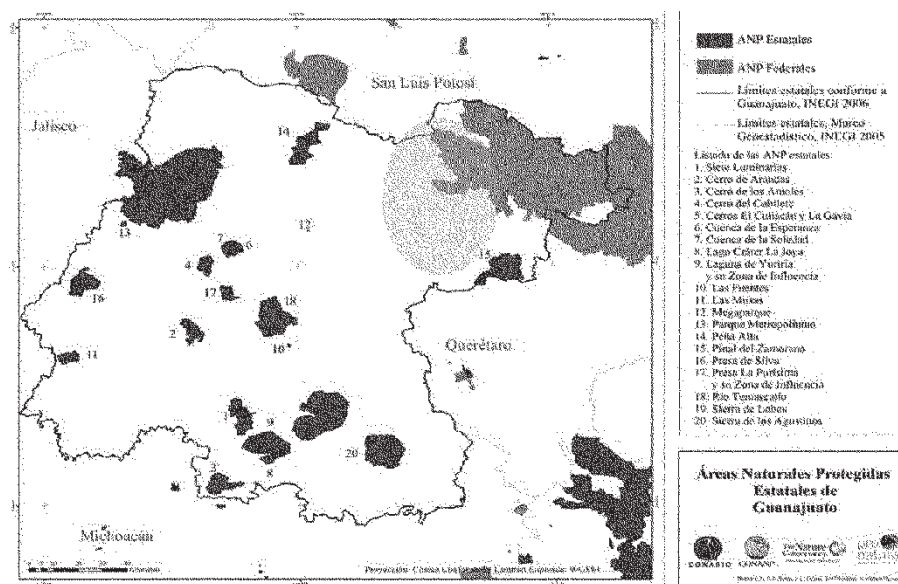 San Luis Potosí
Jalisco
14
12
13
7
6
4
15
17
16
18
2
10
11
Querétaro
1
9
20
8
3
Michoacán
ANP Estatales
ANP Federales
Límites estatales conforme a
Guanajuato, INEGI 2006
Límites estatales, Marco
Geoestadístico, INEGI 2005
Listado de las ANP estatales:
1. Siete Luminarias
2. Cerro de Arandas
3. Cerro de los Amoles
4. Cerro del Cubilete
5. Cerros El Culiacán y La Gavia
6. Cuenca de la Esperanza
7. Cuenca de la Soledad
8. Lago Cráter La Joya
9. Laguna de Yuriria
y su Zona de Influencia
10. Las Fuentes
11. Las Musas
12. Megaparque
13. Parque Metropolitano
14. Peña Alta
15. Pinal del Zamorano
16. Presa de Silva
17. Presa La Purísima
y su Zona de Influencia
18. Río Temascatío
19. Sierra de Lobos
20. Sierra de los Agustinos
Áreas Naturales Protegidas
Estatales de
Guanajuato
CONABIO
CONANP
The Nature
Conservancy